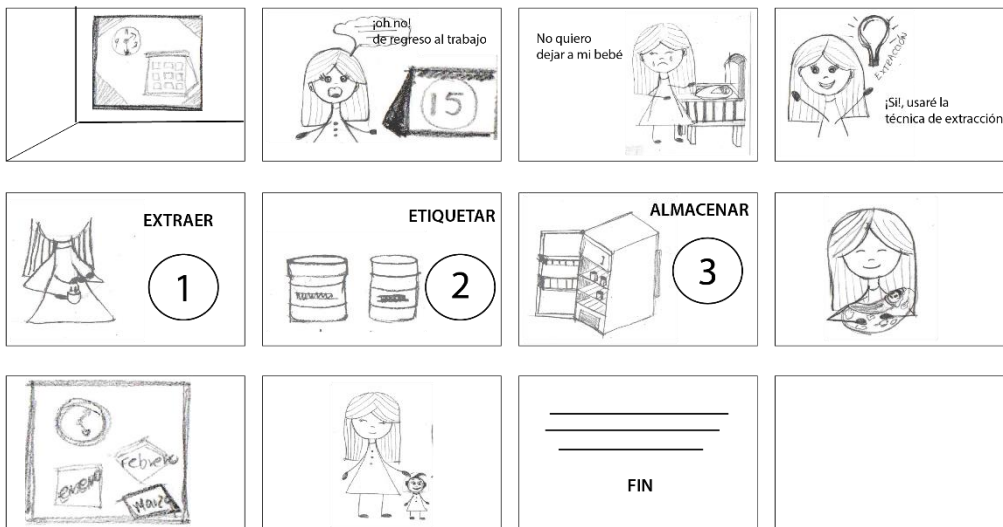 ¡oh no!
de regreso al trabajo
15
No quiero
dejar a mi bebé
EXTRACCIÓN
¡Si!, usaré la
técnica de extracción
EXTRAER
1
ETIQUETAR
2
ALMACENAR
3
enero
Febrero
Marzo
FIN